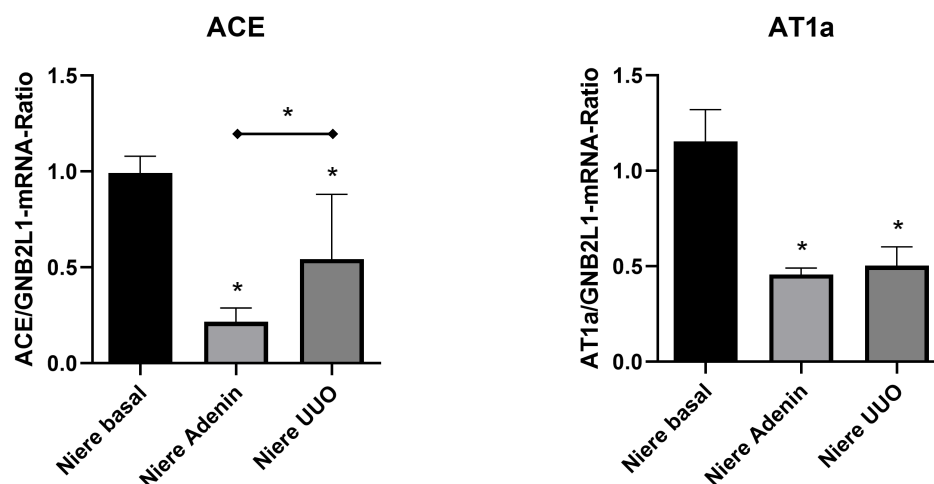 ACE
ACE/GNB2L1-mRNA-Ratio
1.5
1.0
0.5
0.0
*
*
*
Niere basal
Niere Adenin
Niere UUO
AT1a
AT1a/GNB2L1-mRNA-Ratio
1.5
1.0
0.5
0.0
*
*
Niere basal
Niere Adenin
Niere UUO